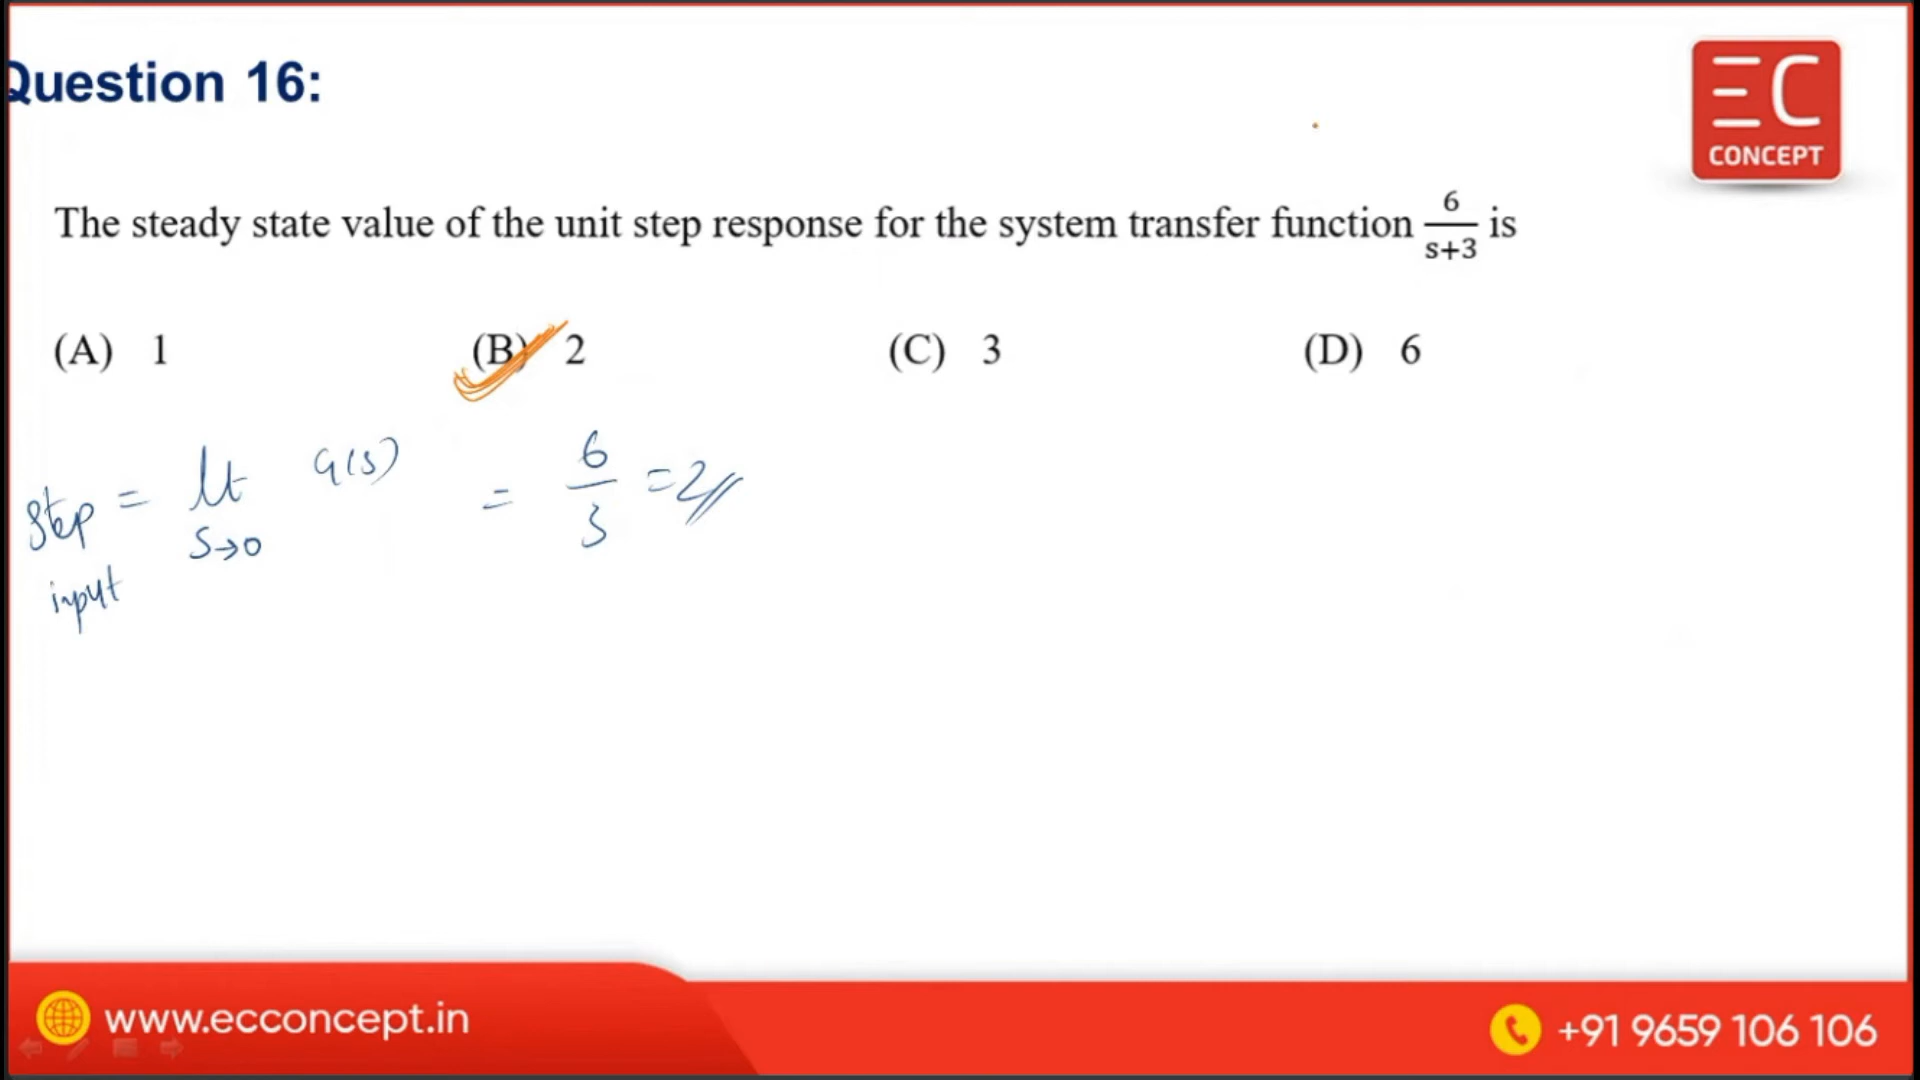 Question 16:
EC
CONCEPT
The steady state value of the unit step response for the system transfer function 6/(s+3) is
(A) 1 (B) 2 (C) 3 (D) 6
Step input = lt s→0 G(s) = 6/3 = 2
www.ecconcept.in
+91 9659 106 106